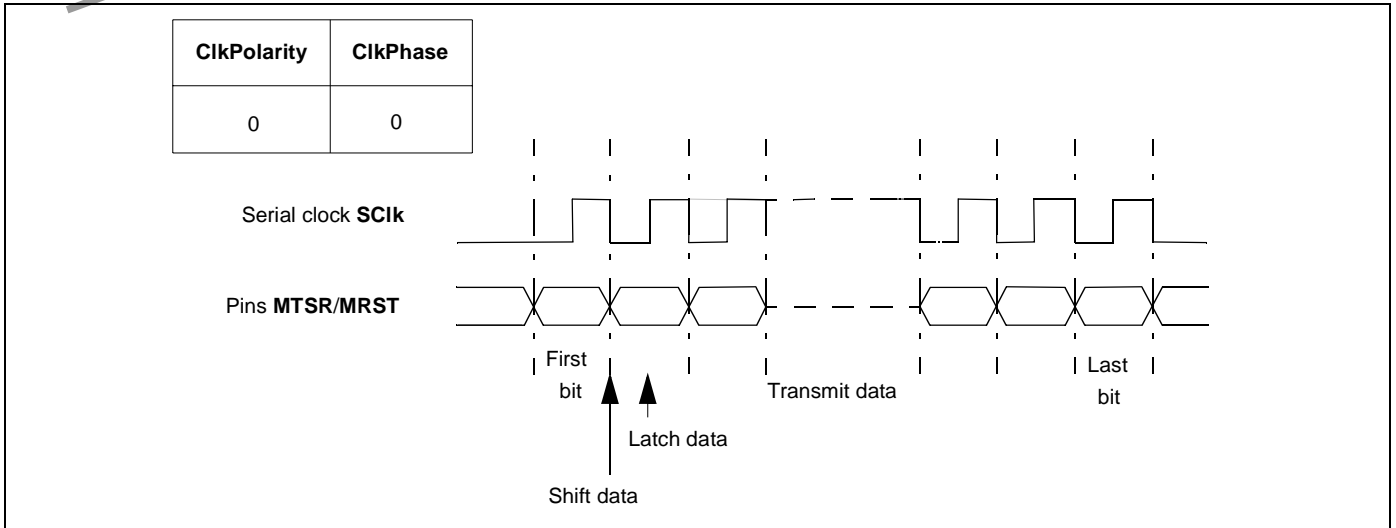 ClkPolarity ClkPhase
0 0
Serial clock SClk
Pins MTSR/MRST
First
bit
Transmit data
Last
bit
Latch data
Shift data